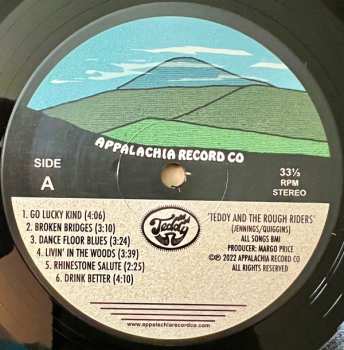 APPALACHIA RECORD CO
SIDE
A
33⅓
RPM
STEREO
1. GO LUCKY KIND (4:06)
2. BROKEN BRIDGES (3:10)
3. DANCE FLOOR BLUES (3:24)
4. LIVIN' IN THE WOODS (3:19)
5. RHINESTONE SALUTE (2:25)
6: DRINK BETTER (4:10)
Teddy
'TEDDY AND THE ROUGH RIDERS'
(JENNINGS/QUIGGINS)
ALL SONGS BMI
PRODUCER: MARGO PRICE
©℗ 2022 APPALACHIA RECORD CO
ALL RIGHTS RESERVED
www.appalachiarecordco.com